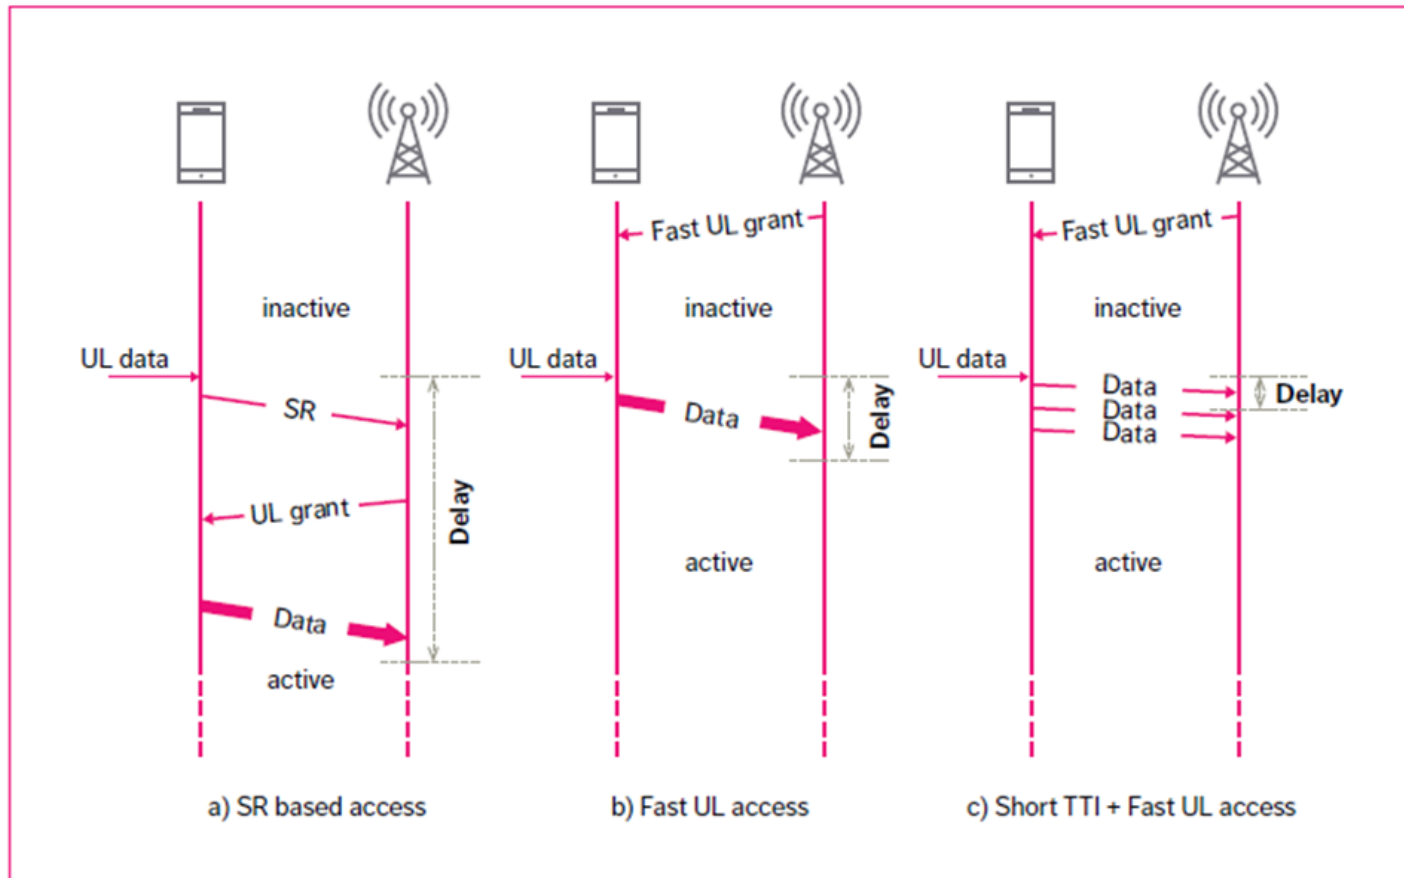 Fast UL grant
Fast UL grant
inactive
inactive
inactive
UL data
UL data
UL data
SR
Data
Delay
Data
Data
Data
Delay
UL grant
Delay
active
active
Data
active
a) SR based access
b) Fast UL access
c) Short TTI + Fast UL access